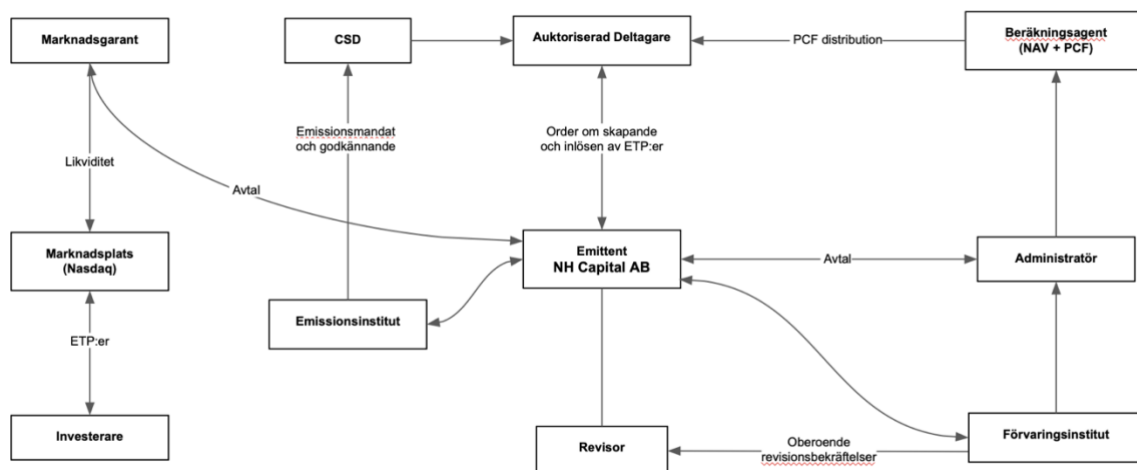 Marknadsgarant
CSD
Auktoriserad Deltagare
PCF distribution
Beräkningsagent
(NAV + PCF)
Likviditet
Emissionsmandat
och godkännande
Order om skapande
och inlösen av ETP:er
Avtal
Marknadsplats
(Nasdaq)
Emittent
NH Capital AB
Avtal
Administratör
Emissionsinstitut
ETP:er
Investerare
Revisor
Oberoende
revisionsbekräftelser
Förvaringsinstitut